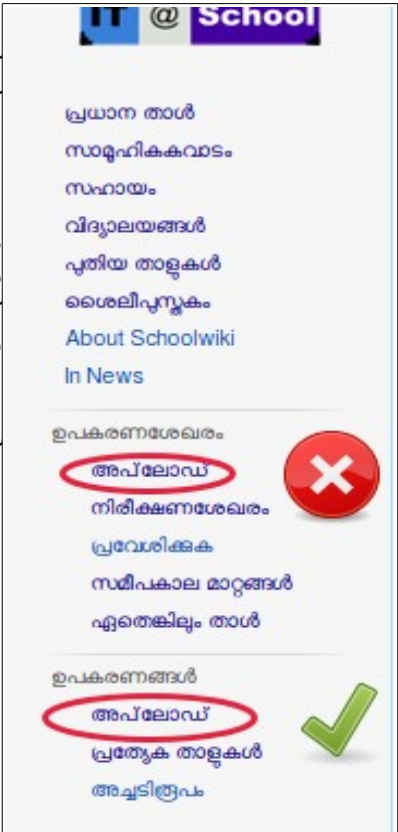 IT @ School
പ്രധാന താൾ
സാമൂഹികകവാടം
സഹായം
വിദ്യാലയങ്ങൾ
പുതിയ താളുകൾ
ശൈലീപുസ്തകം
About Schoolwiki
In News
ഉപകരണശേഖരം
അപ്‌ലോഡ്
നിരീക്ഷണശേഖരം
പ്രവേശിക്കുക
സമീപകാല മാറ്റങ്ങൾ
ഏതെങ്കിലും താൾ
ഉപകരണങ്ങൾ
അപ്‌ലോഡ്
പ്രത്യേക താളുകൾ
അച്ചടിരൂപം